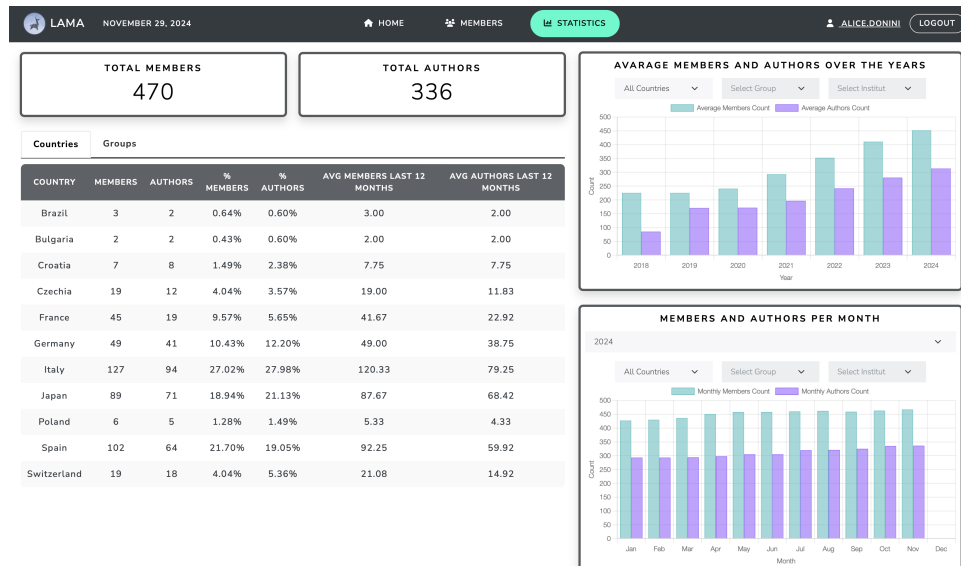 LAMA NOVEMBER 29, 2024 HOME MEMBERS STATISTICS ALICE.DONINI LOGOUT
TOTAL MEMBERS
470
TOTAL AUTHORS
336
Countries Groups
COUNTRY MEMBERS AUTHORS % MEMBERS % AUTHORS AVG MEMBERS LAST 12 MONTHS AVG AUTHORS LAST 12 MONTHS
Brazil 3 2 0.64% 0.60% 3.00 2.00
Bulgaria 2 2 0.43% 0.60% 2.00 2.00
Croatia 7 8 1.49% 2.38% 7.75 7.75
Czechia 19 12 4.04% 3.57% 19.00 11.83
France 45 19 9.57% 5.65% 41.67 22.92
Germany 49 41 10.43% 12.20% 49.00 38.75
Italy 127 94 27.02% 27.98% 120.33 79.25
Japan 89 71 18.94% 21.13% 87.67 68.42
Poland 6 5 1.28% 1.49% 5.33 4.33
Spain 102 64 21.70% 19.05% 92.25 59.92
Switzerland 19 18 4.04% 5.36% 21.08 14.92
AVARAGE MEMBERS AND AUTHORS OVER THE YEARS
All Countries Select Group Select Institut
Average Members Count Average Authors Count
500
450
400
350
300
250
200
150
100
50
0
Count
2018 2019 2020 2021 2022 2023 2024
Year
MEMBERS AND AUTHORS PER MONTH
2024
All Countries Select Group Select Institut
Monthly Members Count Monthly Authors Count
500
450
400
350
300
250
200
150
100
50
0
Count
Jan Feb Mar Apr May Jun Jul Aug Sep Oct Nov Dec
Month